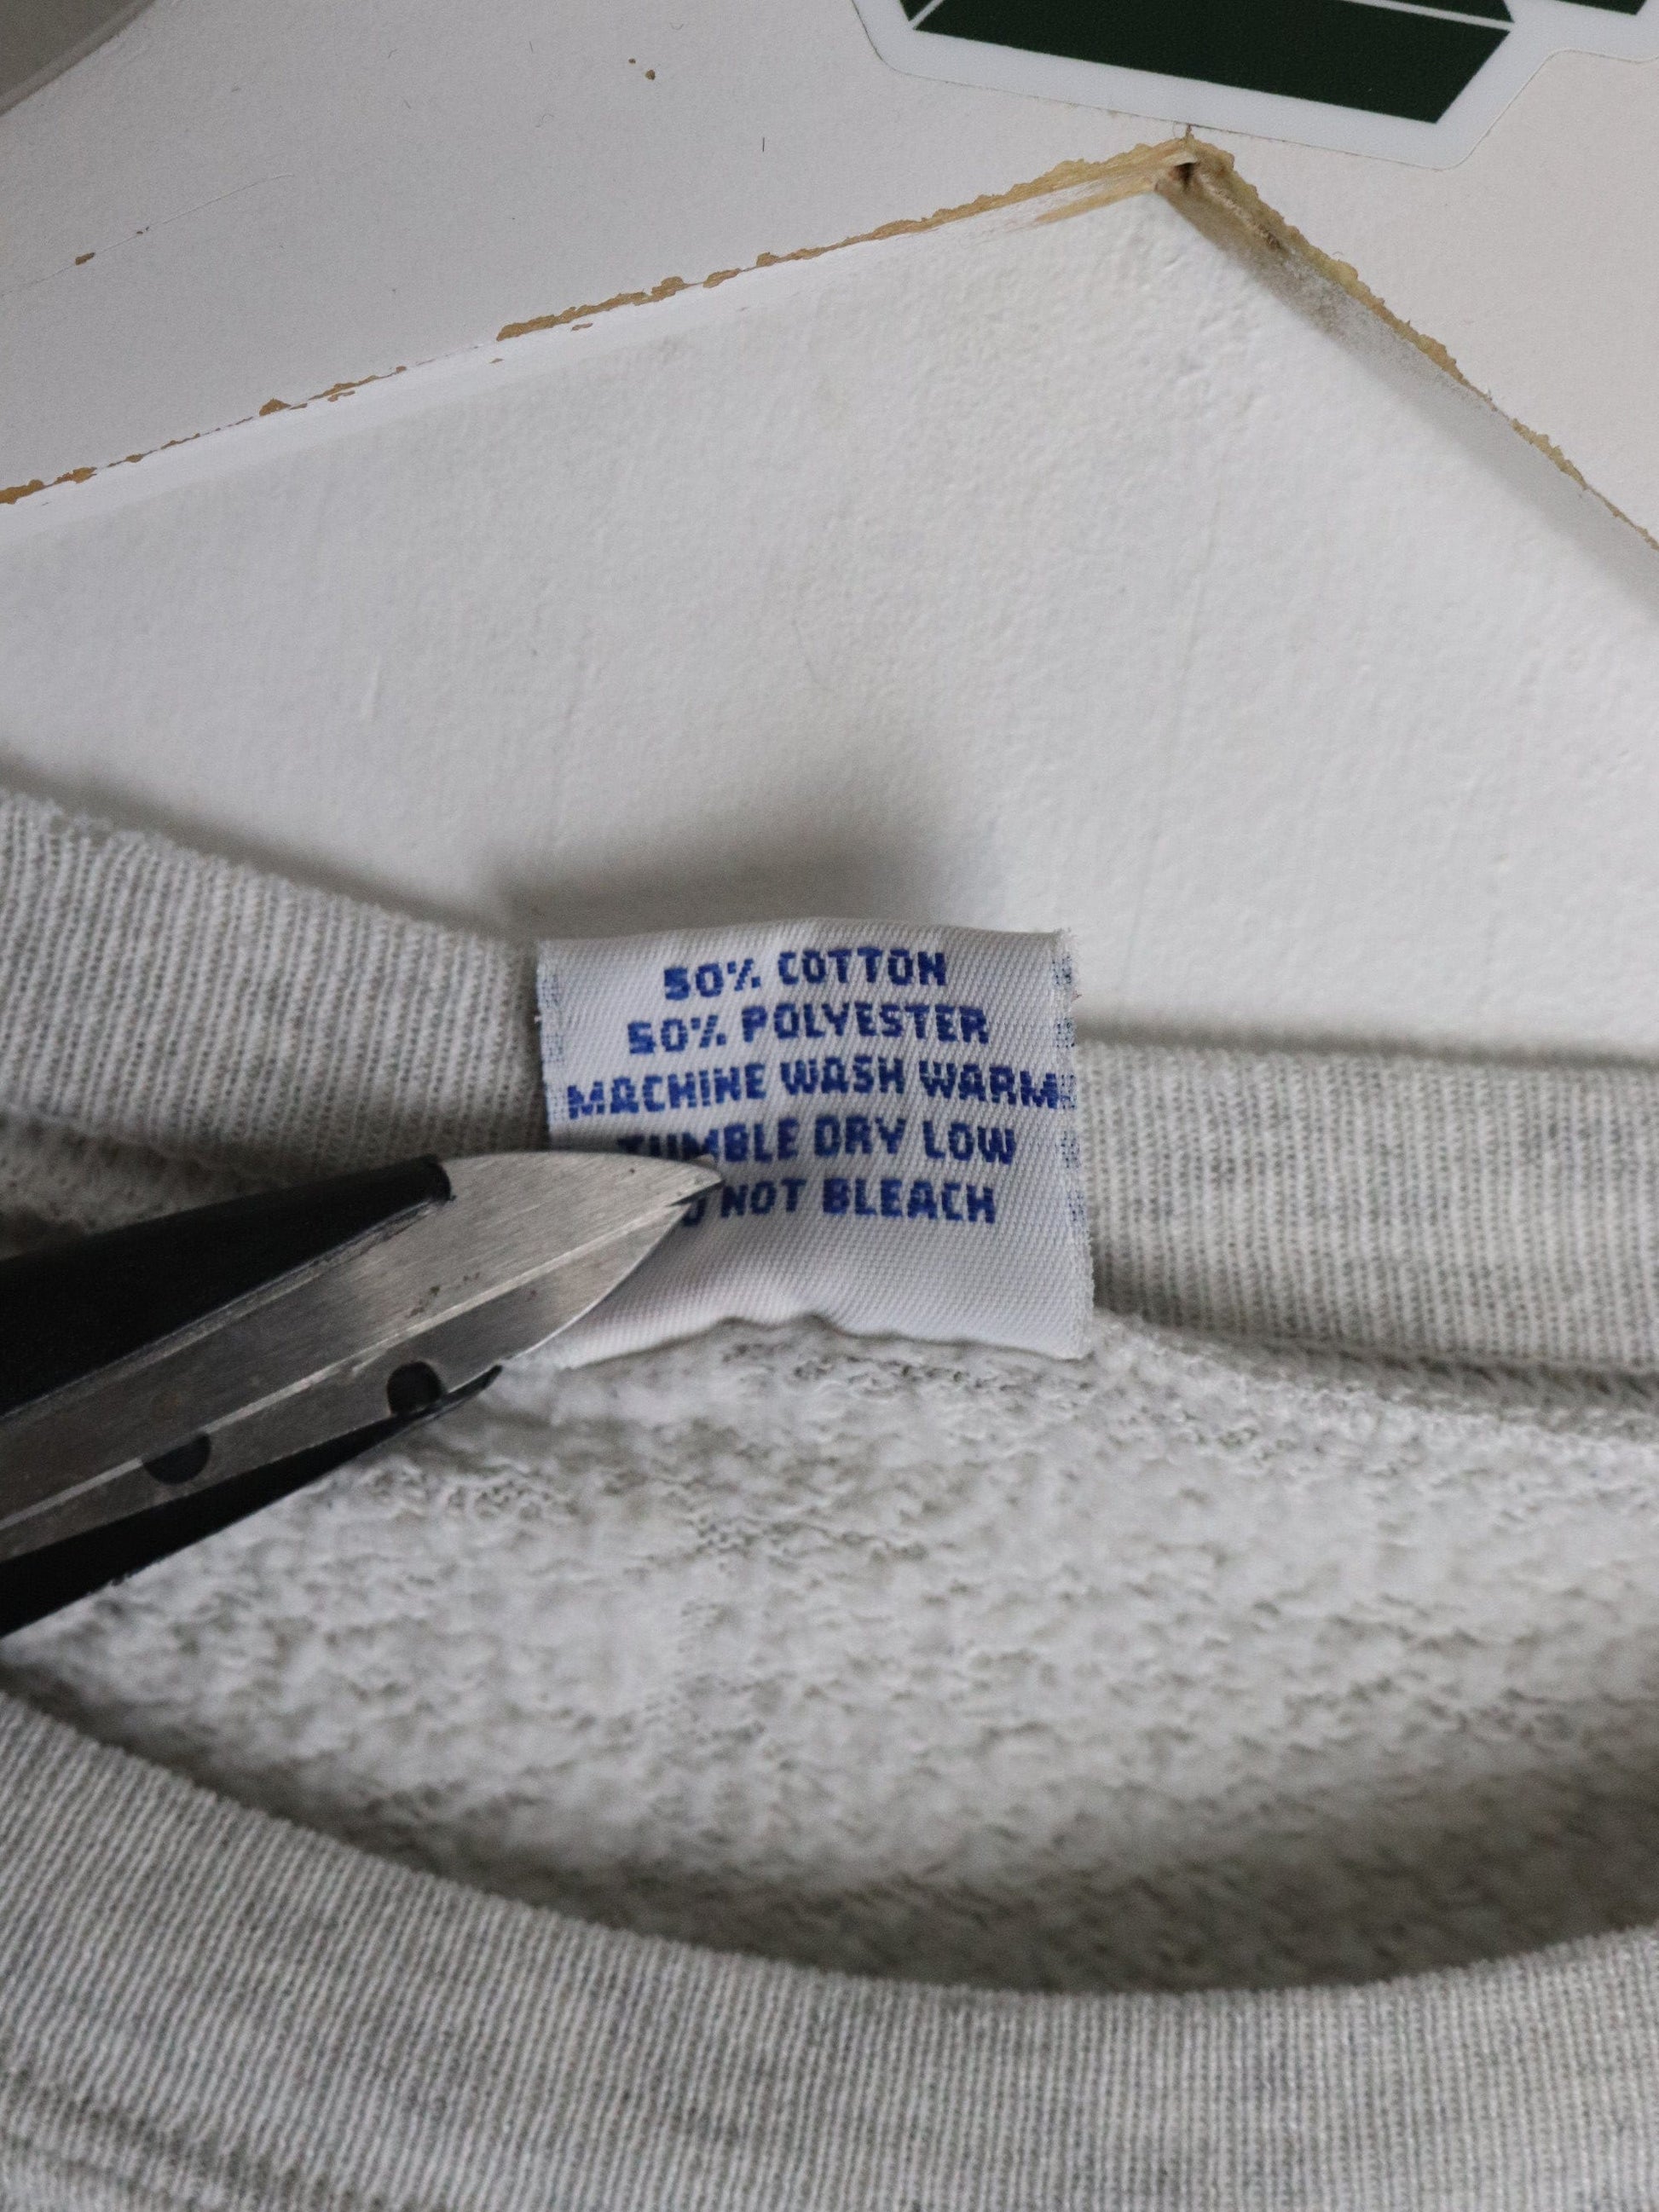 50% COTTON
50% POLYESTER
MACHINE WASH WARM
TUMBLE DRY LOW
NOT BLEACH